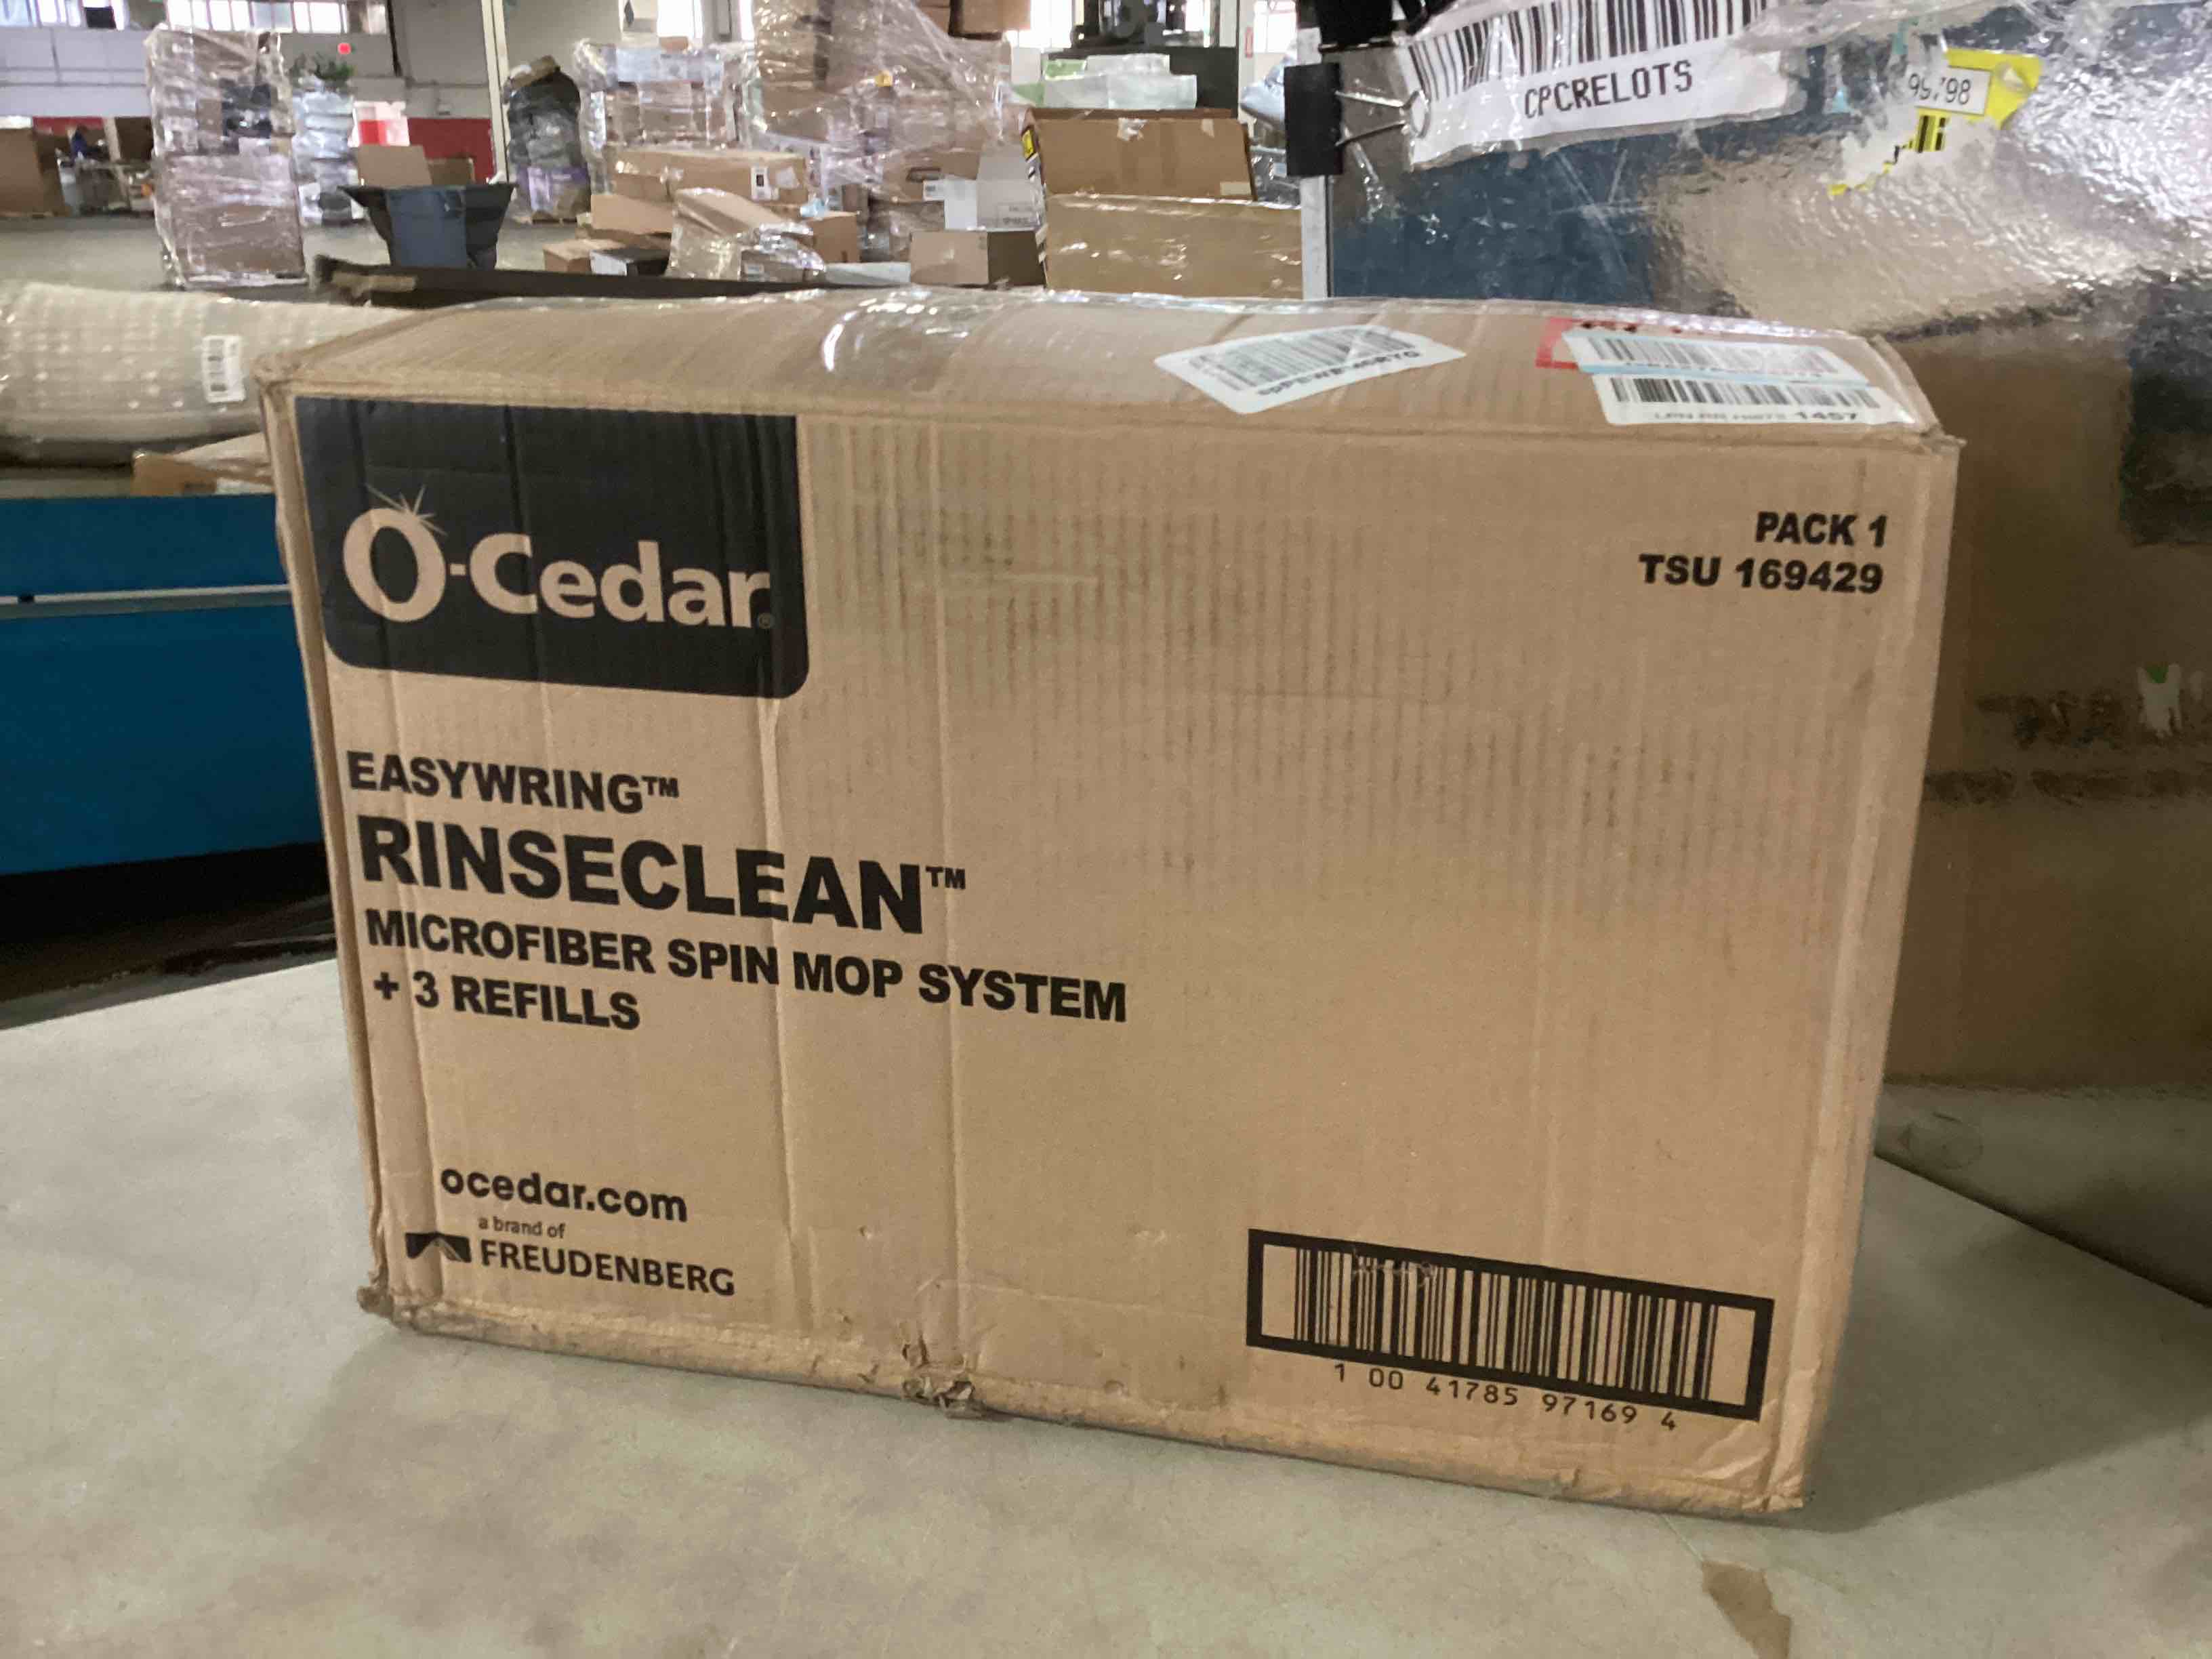 CPCRELOTS
1457
O-Cedar®
PACK 1
TSU 169429
EASYWRING™
RINSECLEAN™
MICROFIBER SPIN MOP SYSTEM
+ 3 REFILLS
ocedar.com
a brand of
FREUDENBERG
1 00 41785 97169 4